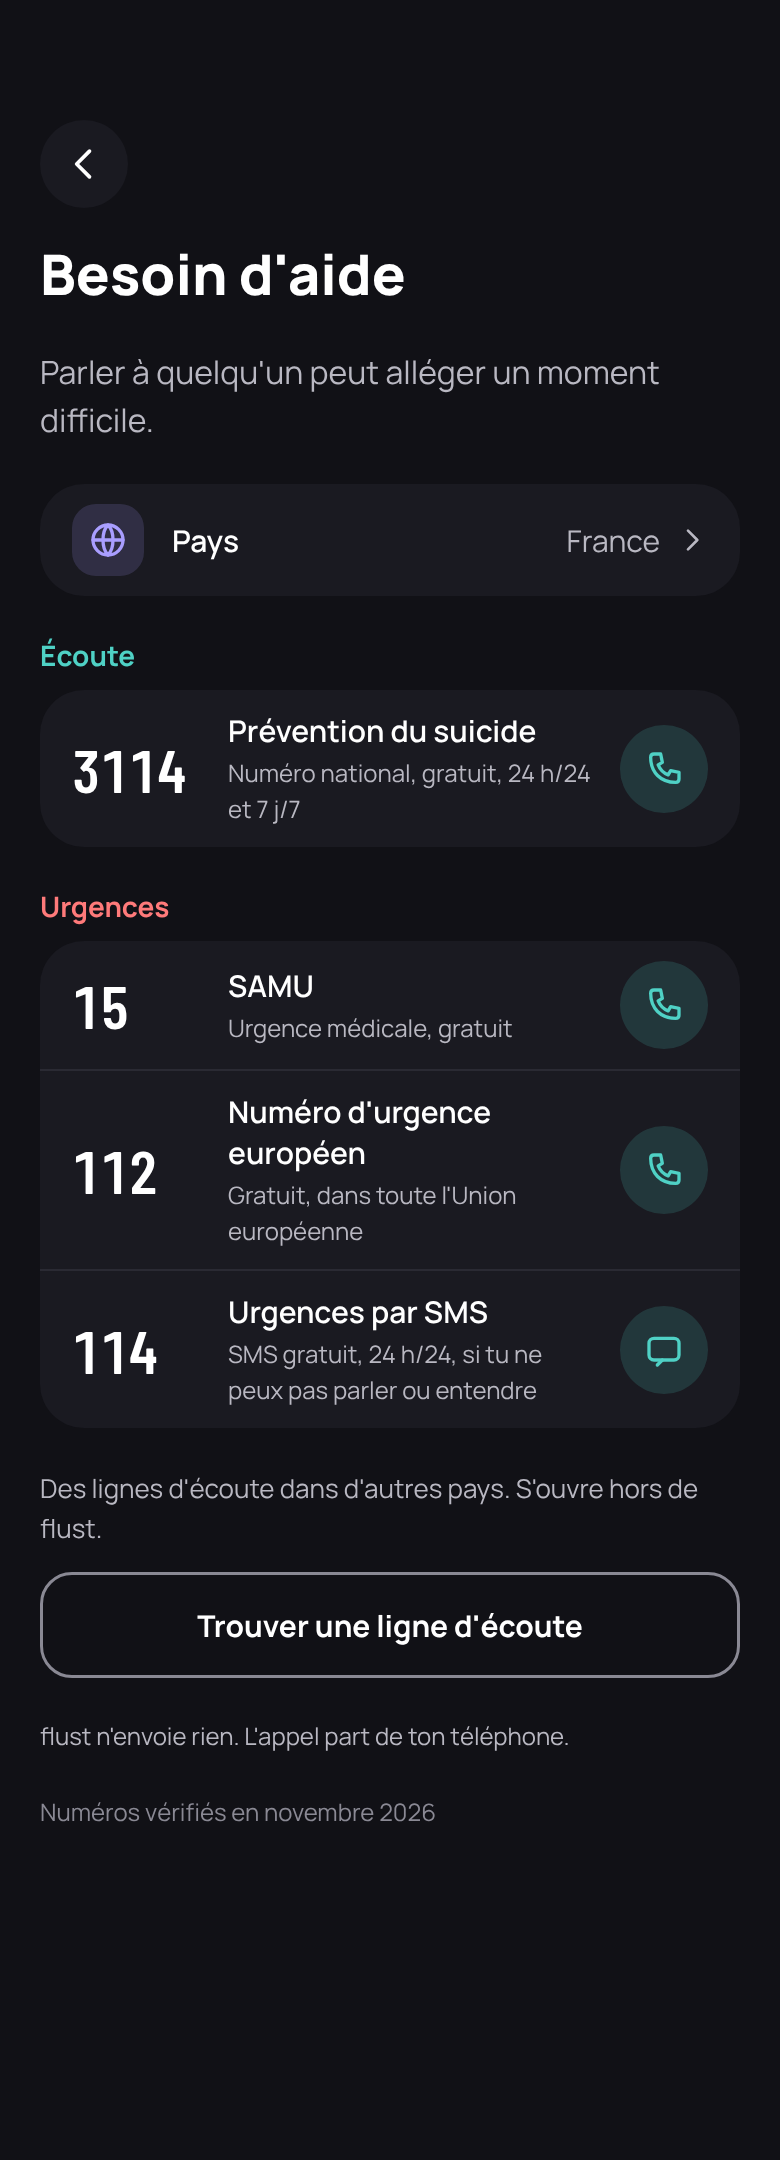 Besoin d'aide
Parler à quelqu'un peut alléger un moment
difficile.
Pays
France
Écoute
3114
Prévention du suicide
Numéro national, gratuit, 24 h/24
et 7 j/7
Urgences
15
SAMU
Urgence médicale, gratuit
112
Numéro d'urgence
européen
Gratuit, dans toute l'Union
européenne
114
Urgences par SMS
SMS gratuit, 24 h/24, si tu ne
peux pas parler ou entendre
Des lignes d'écoute dans d'autres pays. S'ouvre hors de
flust.
Trouver une ligne d'écoute
flust n'envoie rien. L'appel part de ton téléphone.
Numéros vérifiés en novembre 2026